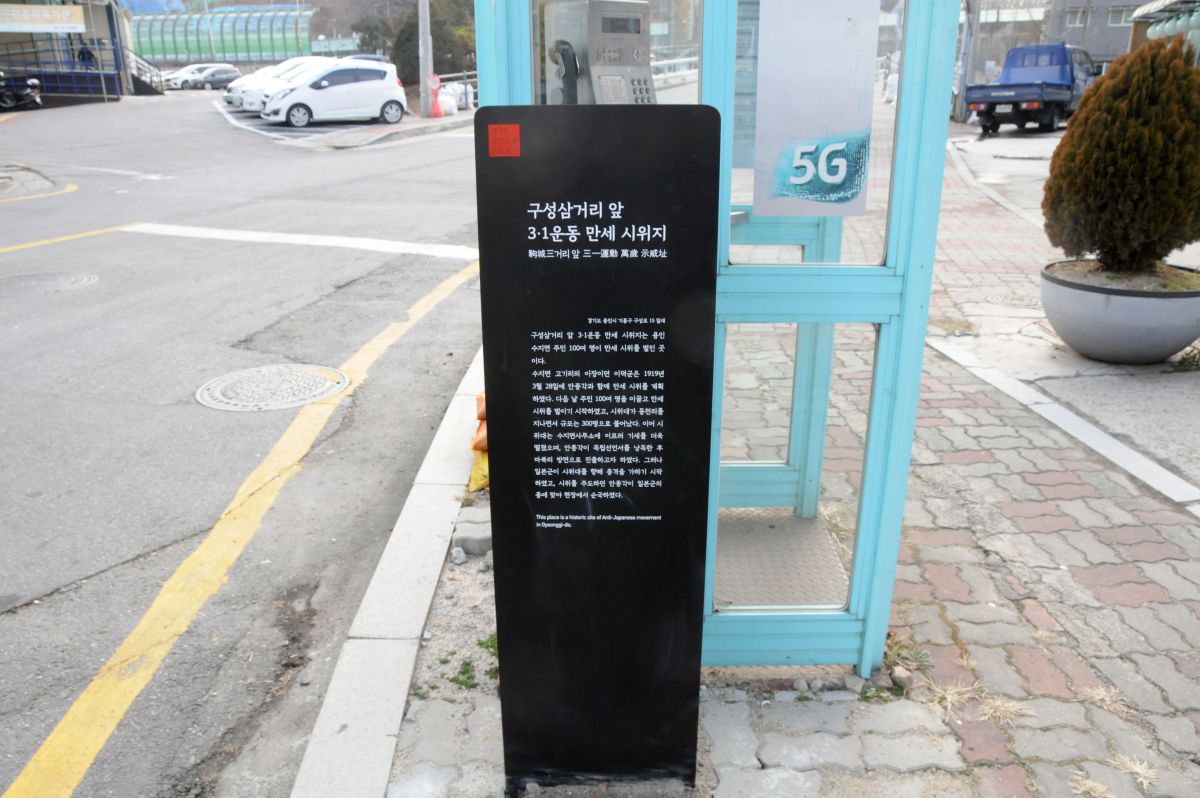 구성삼거리 앞
3·1운동 만세 시위지
駒城三거리 앞 三一運動 萬歲 示威址
경기도 용인시 기흥구 구성로 15 일대
구성삼거리 앞 3·1운동 만세 시위지는 용인
수지면 주민 100여 명이 만세 시위를 벌인 곳
이다.
수지면 고기리의 이장이던 이덕균은 1919년
3월 28일에 안종각과 함께 만세 시위를 계획
하였다. 다음 날 주민 100여 명을 이끌고 만세
시위를 벌이기 시작하였고, 시위대가 동천리를
지나면서 규모는 300명으로 불어났다. 이어 시
위대는 수지면사무소에 이르러 기세를 더욱
떨쳤으며, 안종각이 독립선언서를 낭독한 후
마북리 방면으로 진출하고자 하였다. 그러나
일본군이 시위대를 향해 총격을 가하기 시작
하였고, 시위를 주도하던 안종각이 일본군의
총에 맞아 현장에서 순국하였다.
This place is a historic site of Anti-Japanese movement
in Gyeonggi-do.
5G